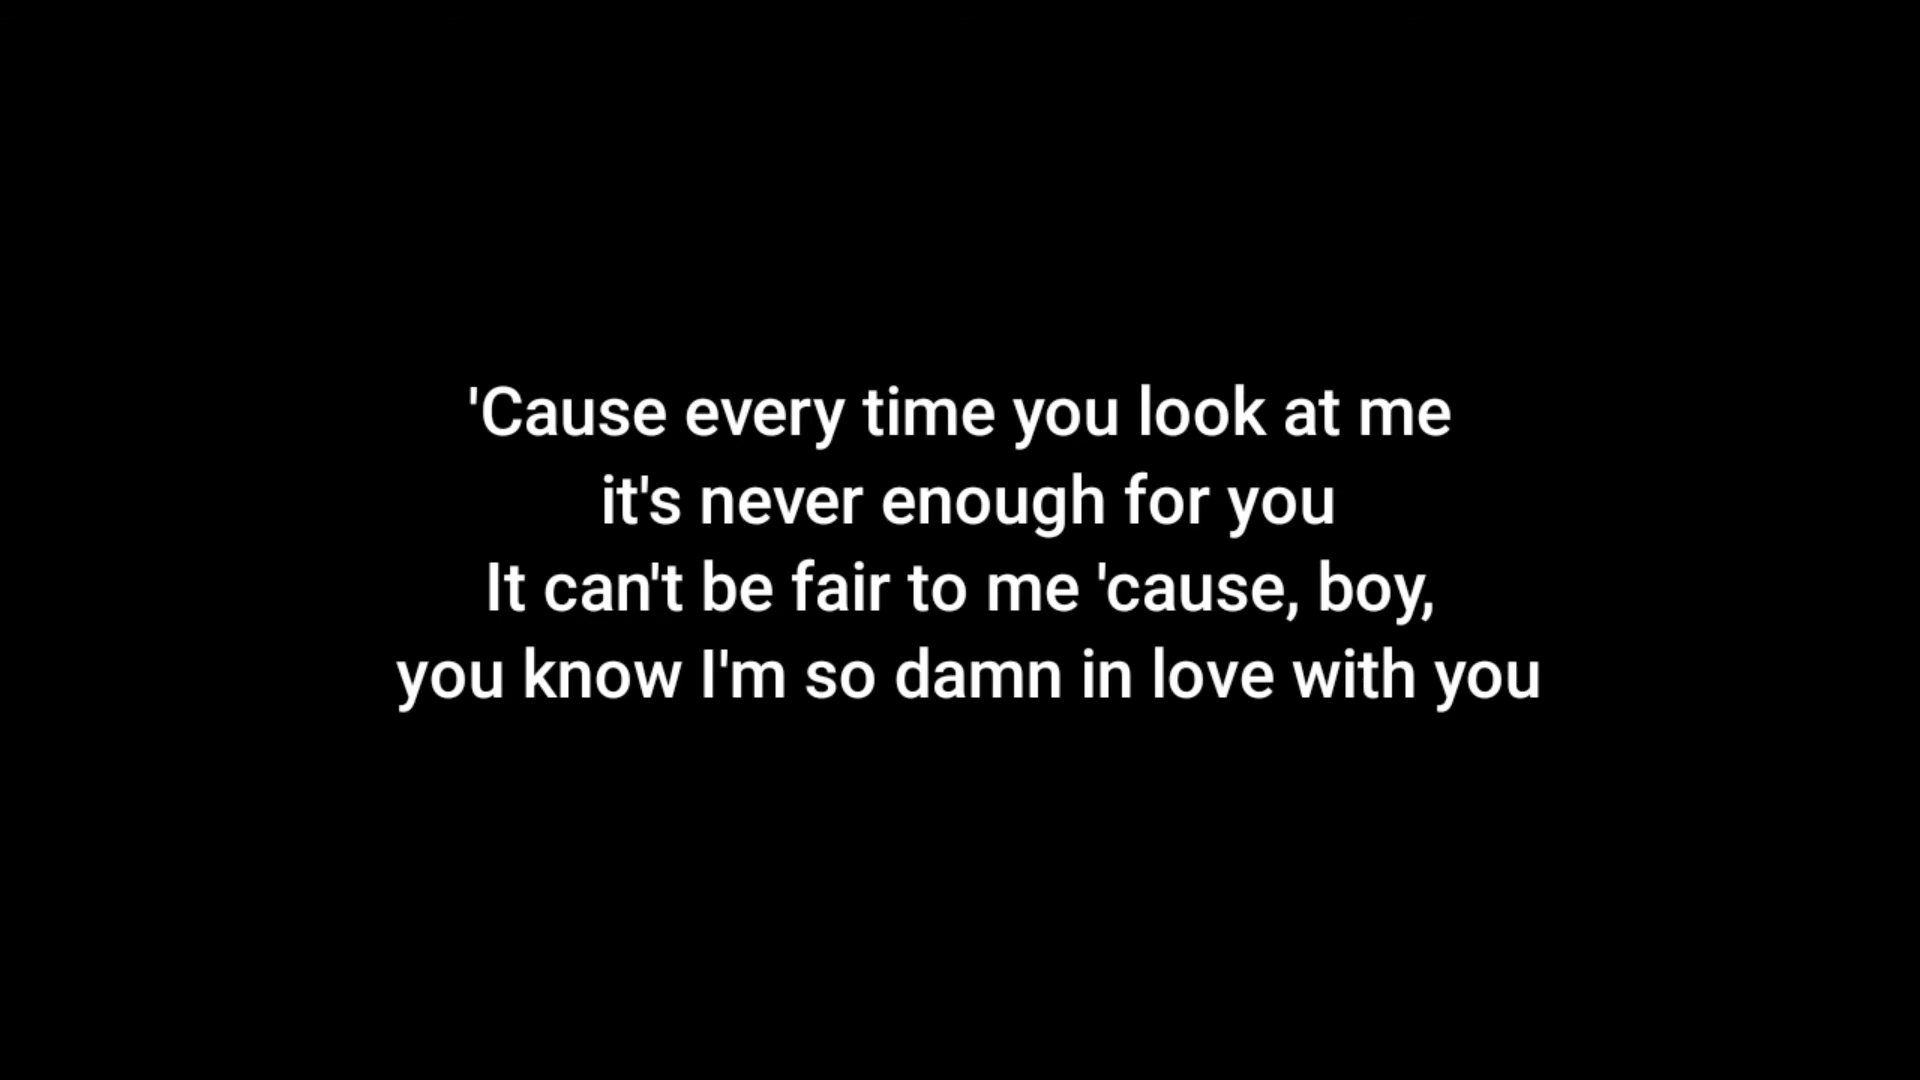 'Cause every time you look at me
it's never enough for you
It can't be fair to me 'cause, boy,
you know I'm so damn in love with you